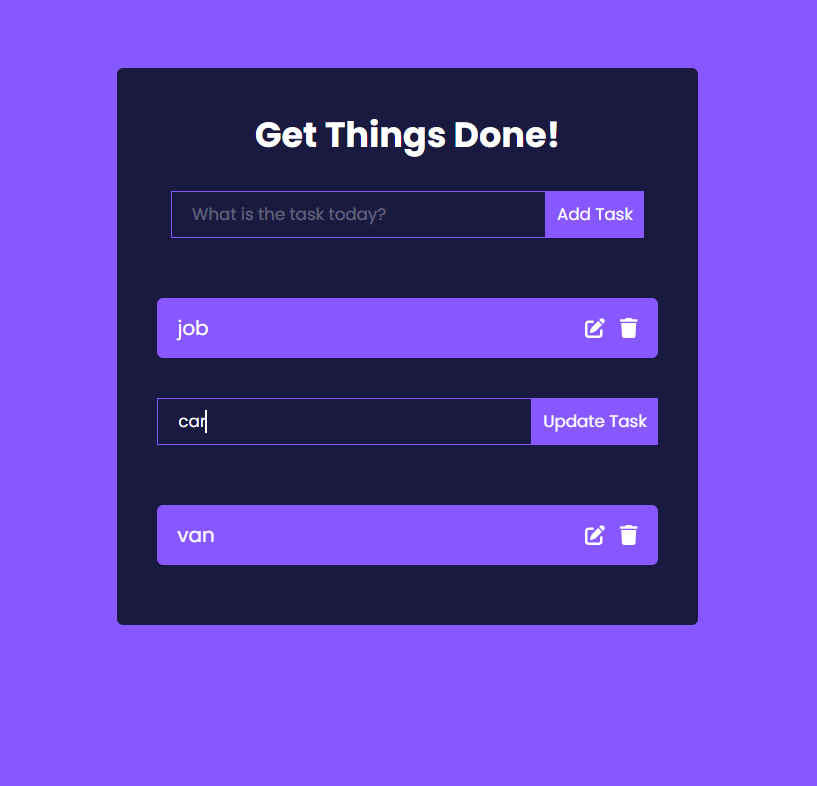 Get Things Done!
What is the task today? Add Task
job
car Update Task
van